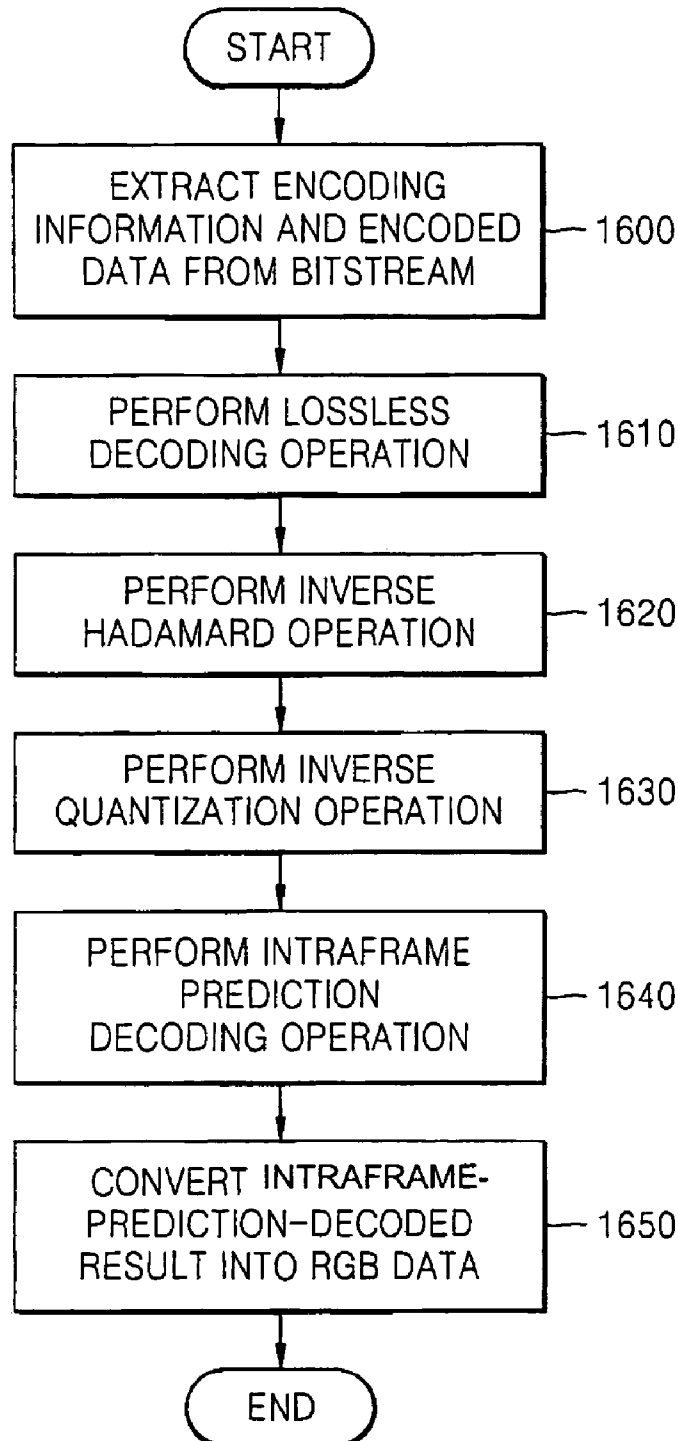 START
EXTRACT ENCODING
INFORMATION AND ENCODED
DATA FROM BITSTREAM
1600
PERFORM LOSSLESS
DECODING OPERATION
1610
PERFORM INVERSE
HADAMARD OPERATION
1620
PERFORM INVERSE
QUANTIZATION OPERATION
1630
PERFORM INTRAFRAME
PREDICTION
DECODING OPERATION
1640
CONVERT INTRAFRAME-
PREDICTION-DECODED
RESULT INTO RGB DATA
1650
END